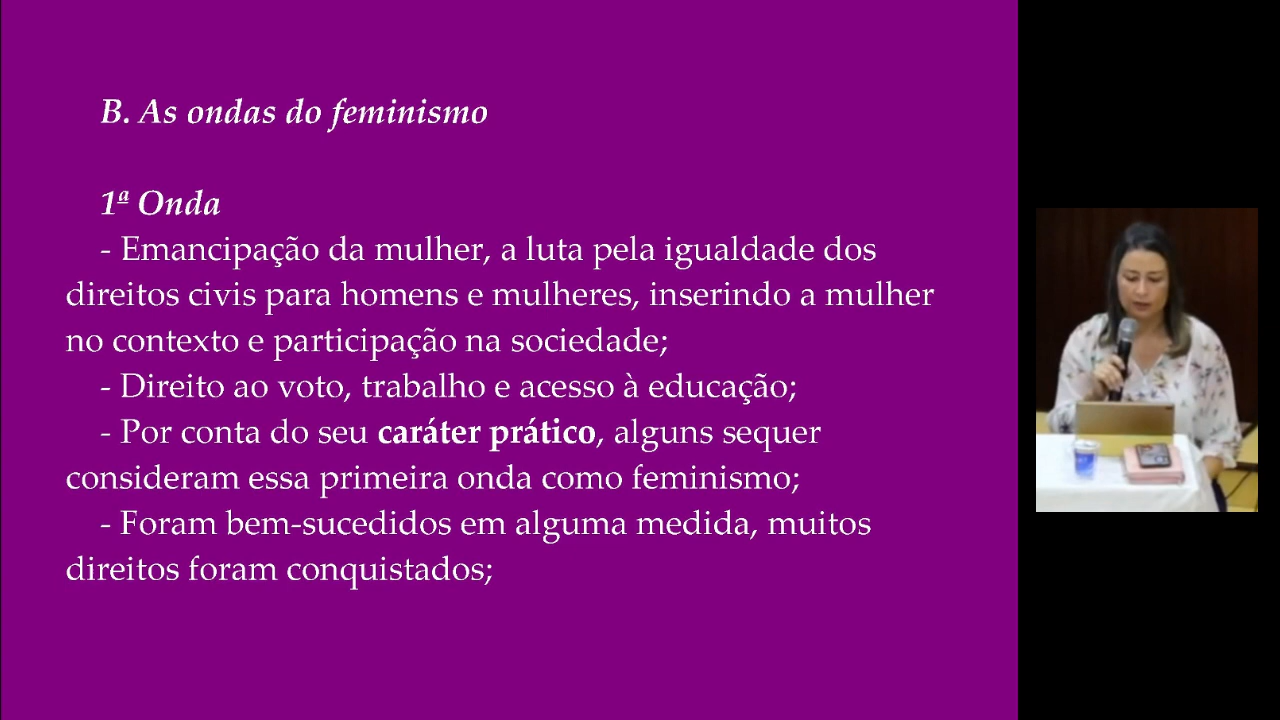 B. As ondas do feminismo
1ª Onda
- Emancipação da mulher, a luta pela igualdade dos
direitos civis para homens e mulheres, inserindo a mulher
no contexto e participação na sociedade;
- Direito ao voto, trabalho e acesso à educação;
- Por conta do seu caráter prático, alguns sequer
consideram essa primeira onda como feminismo;
- Foram bem-sucedidos em alguma medida, muitos
direitos foram conquistados;